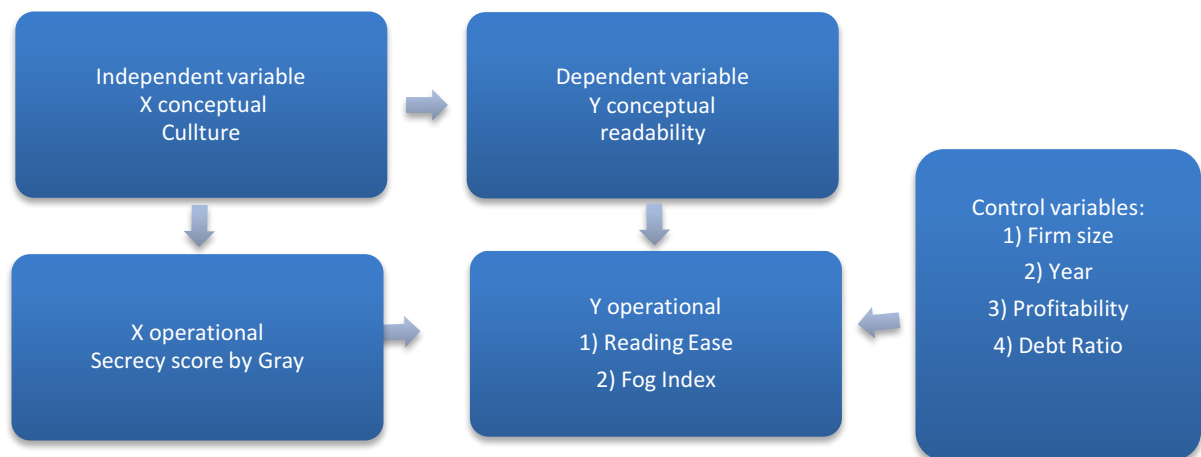 Independent variable
X conceptual
Cullture
Dependent variable
Y conceptual
readability
X operational
Secrecy score by Gray
Y operational
1) Reading Ease
2) Fog Index
Control variables:
1) Firm size
2) Year
3) Profitability
4) Debt Ratio